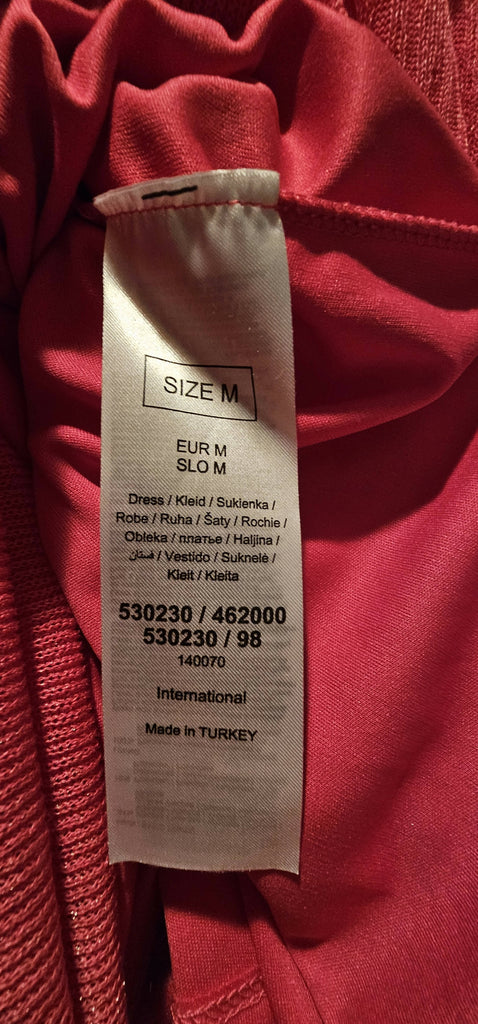 SIZE M
EUR M
SLO M
Dress / Kleid / Sukienka /
Robe / Ruha / Šaty / Rochie /
Obleka / платье / Haljina /
فستان / Vestido / Suknelė /
Kleit / Kleita
530230 / 462000
530230 / 98
140070
International
Made in TURKEY